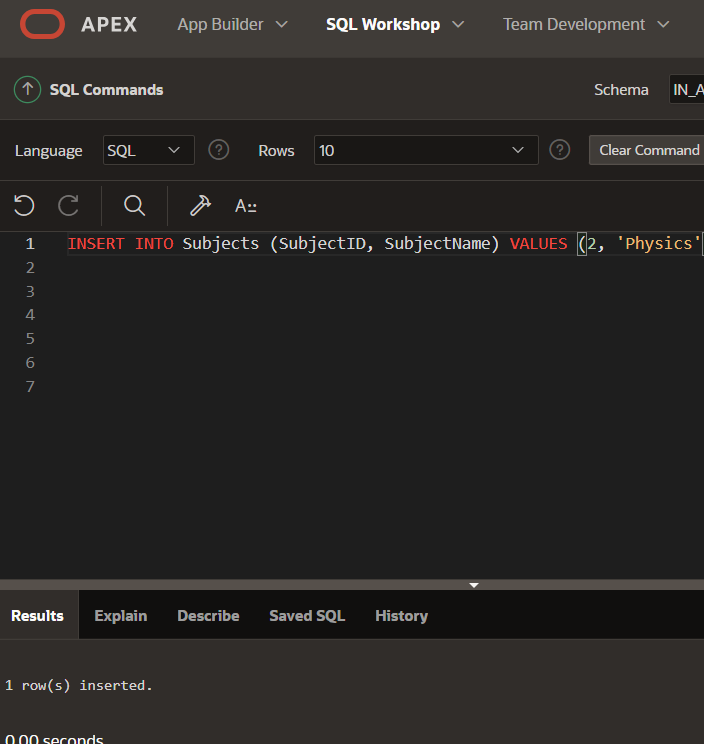 APEX App Builder SQL Workshop Team Development
SQL Commands Schema IN_A
Language SQL Rows 10 Clear Command
A::
1 INSERT INTO Subjects (SubjectID, SubjectName) VALUES (2, 'Physics'
2
3
4
5
6
7
Results Explain Describe Saved SQL History
1 row(s) inserted.
0.00 seconds